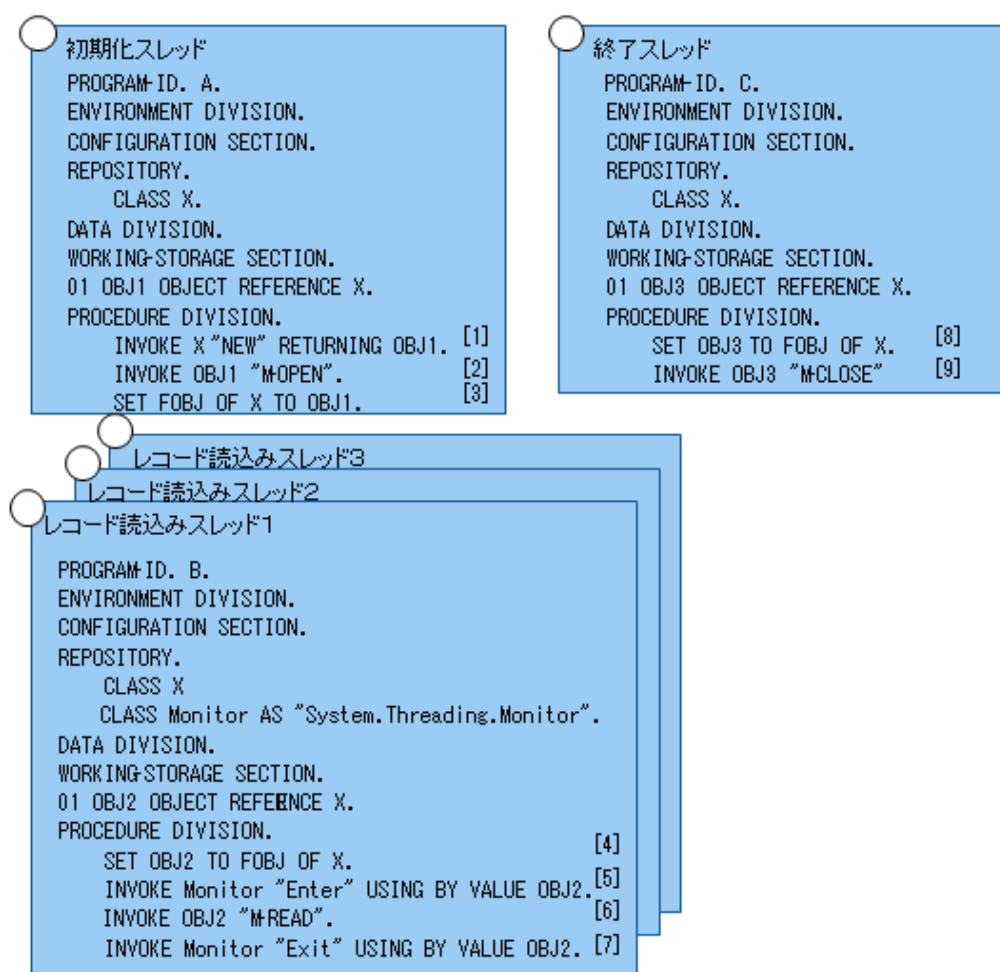 初期化スレッド
PROGRAM-ID. A.
ENVIRONMENT DIVISION.
CONFIGURATION SECTION.
REPOSITORY.
CLASS X.
DATA DIVISION.
WORKING-STORAGE SECTION.
01 OBJ1 OBJECT REFERENCE X.
PROCEDURE DIVISION.
INVOKE X "NEW" RETURNING OBJ1. [1]
INVOKE OBJ1 "M-OPEN". [2]
SET FOBJ OF X TO OBJ1. [3]
終了スレッド
PROGRAM-ID. C.
ENVIRONMENT DIVISION.
CONFIGURATION SECTION.
REPOSITORY.
CLASS X.
DATA DIVISION.
WORKING-STORAGE SECTION.
01 OBJ3 OBJECT REFERENCE X.
PROCEDURE DIVISION.
SET OBJ3 TO FOBJ OF X. [8]
INVOKE OBJ3 "M-CLOSE" [9]
レコード読込みスレッド3
レコード読込みスレッド2
レコード読込みスレッド1
PROGRAM-ID. B.
ENVIRONMENT DIVISION.
CONFIGURATION SECTION.
REPOSITORY.
CLASS X
CLASS Monitor AS "System.Threading.Monitor".
DATA DIVISION.
WORKING-STORAGE SECTION.
01 OBJ2 OBJECT REFERENCE X.
PROCEDURE DIVISION.
SET OBJ2 TO FOBJ OF X. [4]
INVOKE Monitor "Enter" USING BY VALUE OBJ2. [5]
INVOKE OBJ2 "M-READ". [6]
INVOKE Monitor "Exit" USING BY VALUE OBJ2. [7]